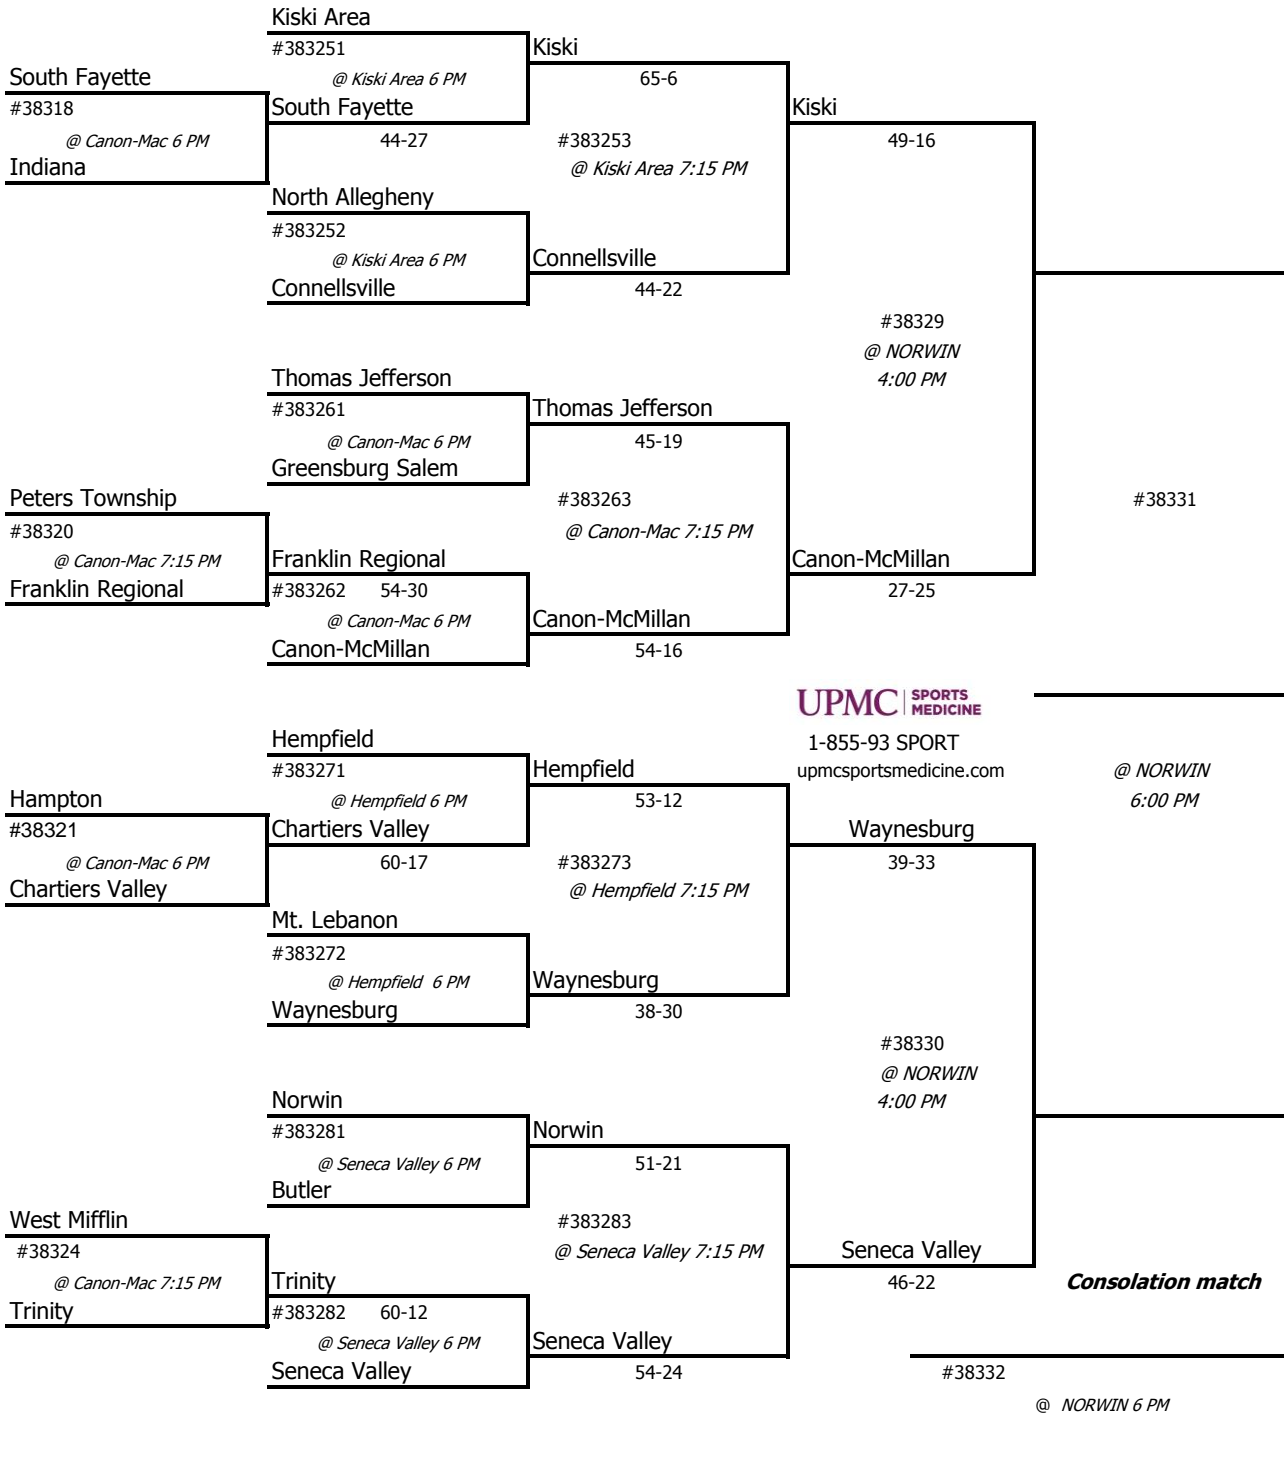 Kiski Area
#383251
Kiski
South Fayette
@ Kiski Area 6 PM
65-6
#38318
South Fayette
Kiski
@ Canon-Mac 6 PM
44-27
#383253
49-16
Indiana
@ Kiski Area 7:15 PM
North Allegheny
#383252
@ Kiski Area 6 PM
Connellsville
Connellsville
44-22
#38329
@ NORWIN
Thomas Jefferson
4:00 PM
#383261
Thomas Jefferson
@ Canon-Mac 6 PM
45-19
Greensburg Salem
Peters Township
#383263
#38331
#38320
@ Canon-Mac 7:15 PM
@ Canon-Mac 7:15 PM
Franklin Regional
Canon-McMillan
Franklin Regional
#383262
54-30
27-25
@ Canon-Mac 6 PM
Canon-McMillan
Canon-McMillan
54-16
UPMC SPORTS MEDICINE
Hempfield
1-855-93 SPORT
#383271
Hempfield
upmcsportsmedicine.com
@ NORWIN
Hampton
@ Hempfield 6 PM
53-12
6:00 PM
#38321
Chartiers Valley
Waynesburg
@ Canon-Mac 6 PM
60-17
#383273
39-33
Chartiers Valley
@ Hempfield 7:15 PM
Mt. Lebanon
#383272
@ Hempfield 6 PM
Waynesburg
Waynesburg
38-30
#38330
@ NORWIN
Norwin
4:00 PM
#383281
Norwin
@ Seneca Valley 6 PM
51-21
Butler
West Mifflin
#383283
#38324
@ Seneca Valley 7:15 PM
Seneca Valley
@ Canon-Mac 7:15 PM
Trinity
46-22
Consolation match
Trinity
#383282
60-12
@ Seneca Valley 6 PM
Seneca Valley
Seneca Valley
54-24
#38332
@ NORWIN 6 PM